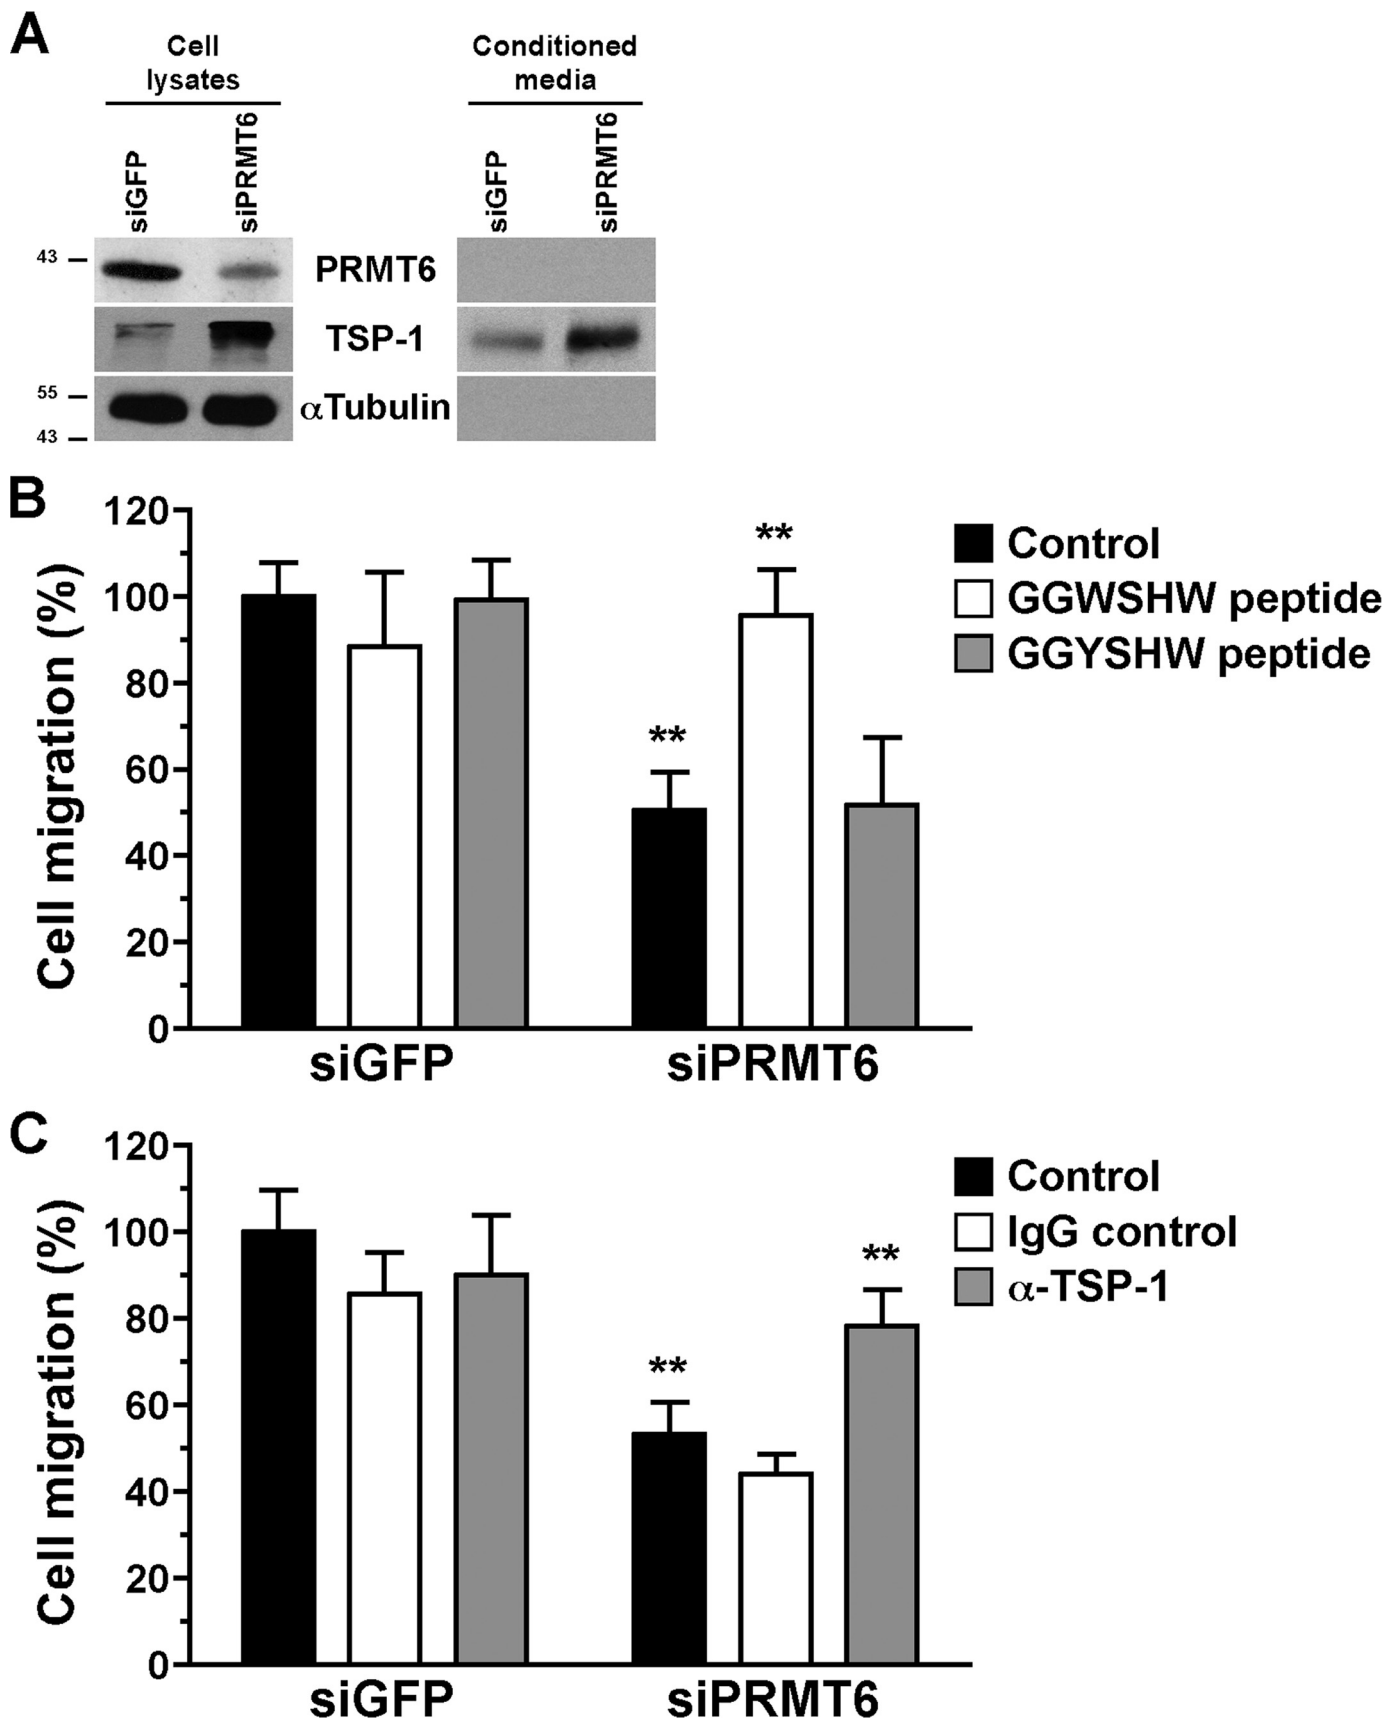 A
Cell
lysates
Conditioned
media
siGFP
siPRMT6
siGFP
siPRMT6
43
PRMT6
TSP-1
55
αTubulin
43
B
Cell migration (%)
120
100
80
60
40
20
0
**
**
Control
GGWSHW peptide
GGYSHW peptide
siGFP
siPRMT6
C
Cell migration (%)
120
100
80
60
40
20
0
**
**
Control
IgG control
α-TSP-1
siGFP
siPRMT6